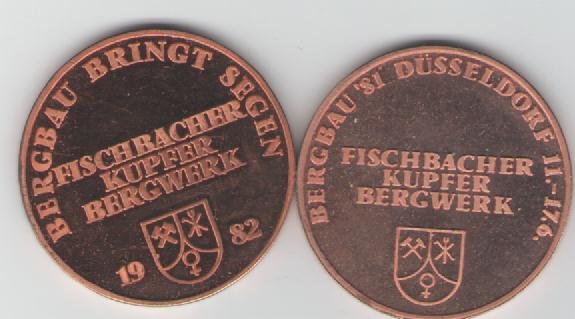 BERGBAU BRINGT SEGEN
FISCHBACHER
KUPFER
BERGWERK
19 82
BERGBAU '81 DÜSSELDORF 11.-17.6.
FISCHBACHER
KUPFER
BERGWERK